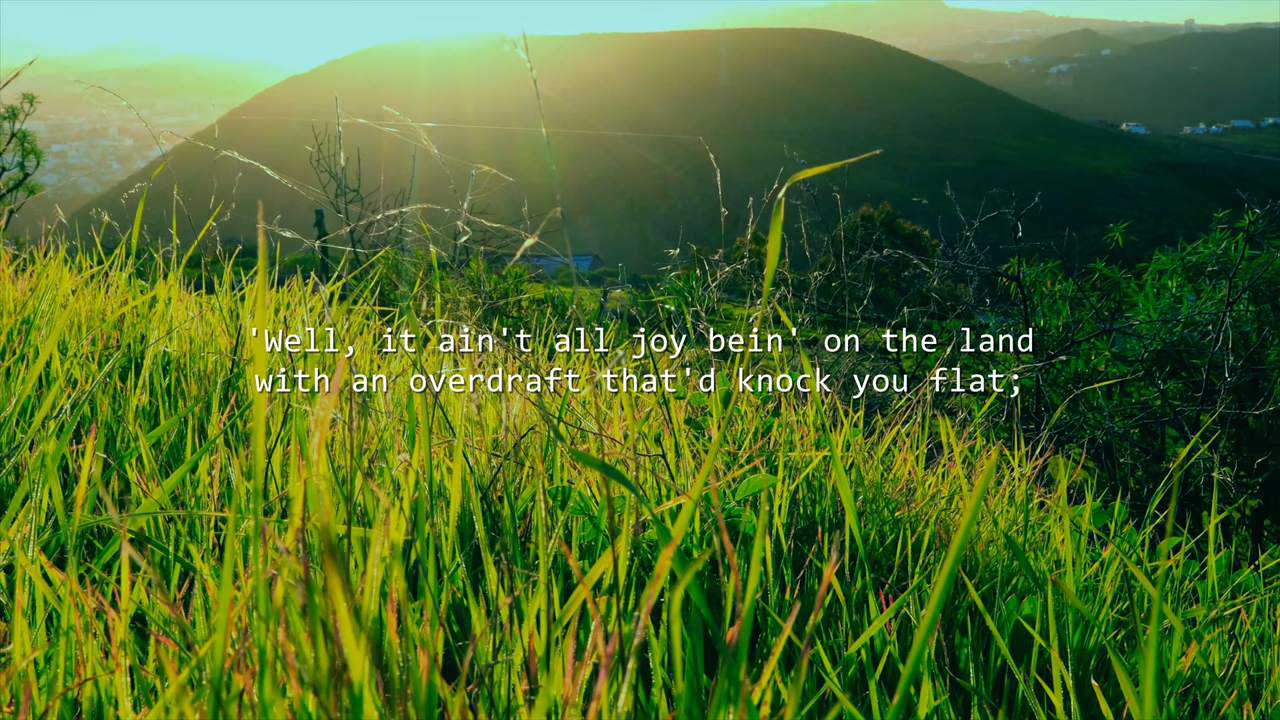 'Well, it ain't all joy bein' on the land
with an overdraft that'd knock you flat;